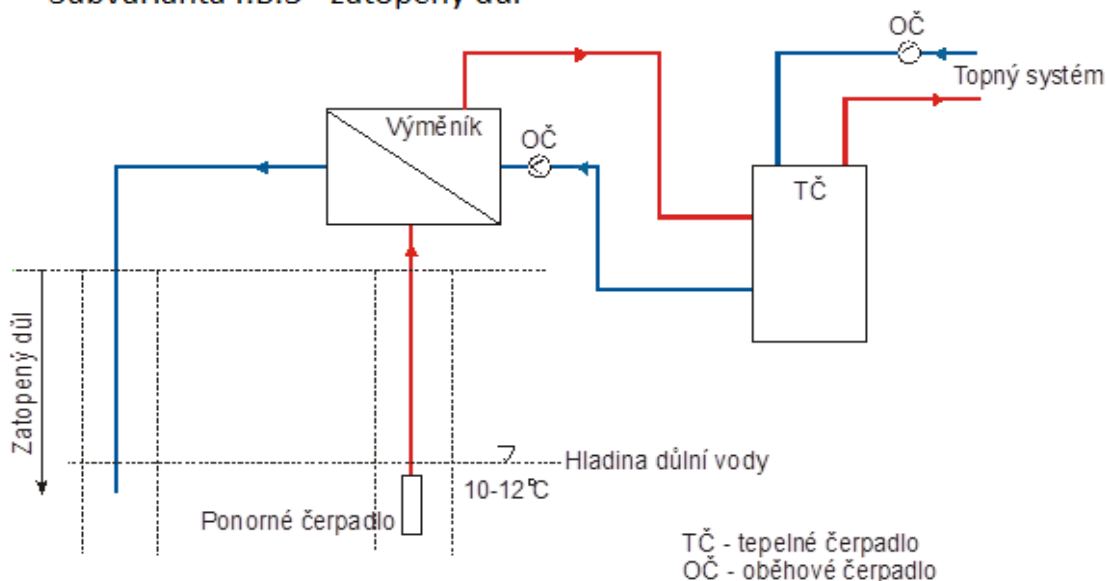 OČ
Topný systém
Výměník
OČ
TČ
Zatopený důl
Hladina důlní vody
10-12°C
Ponorné čerpadlo
TČ - tepelné čerpadlo
OČ - oběhové čerpadlo